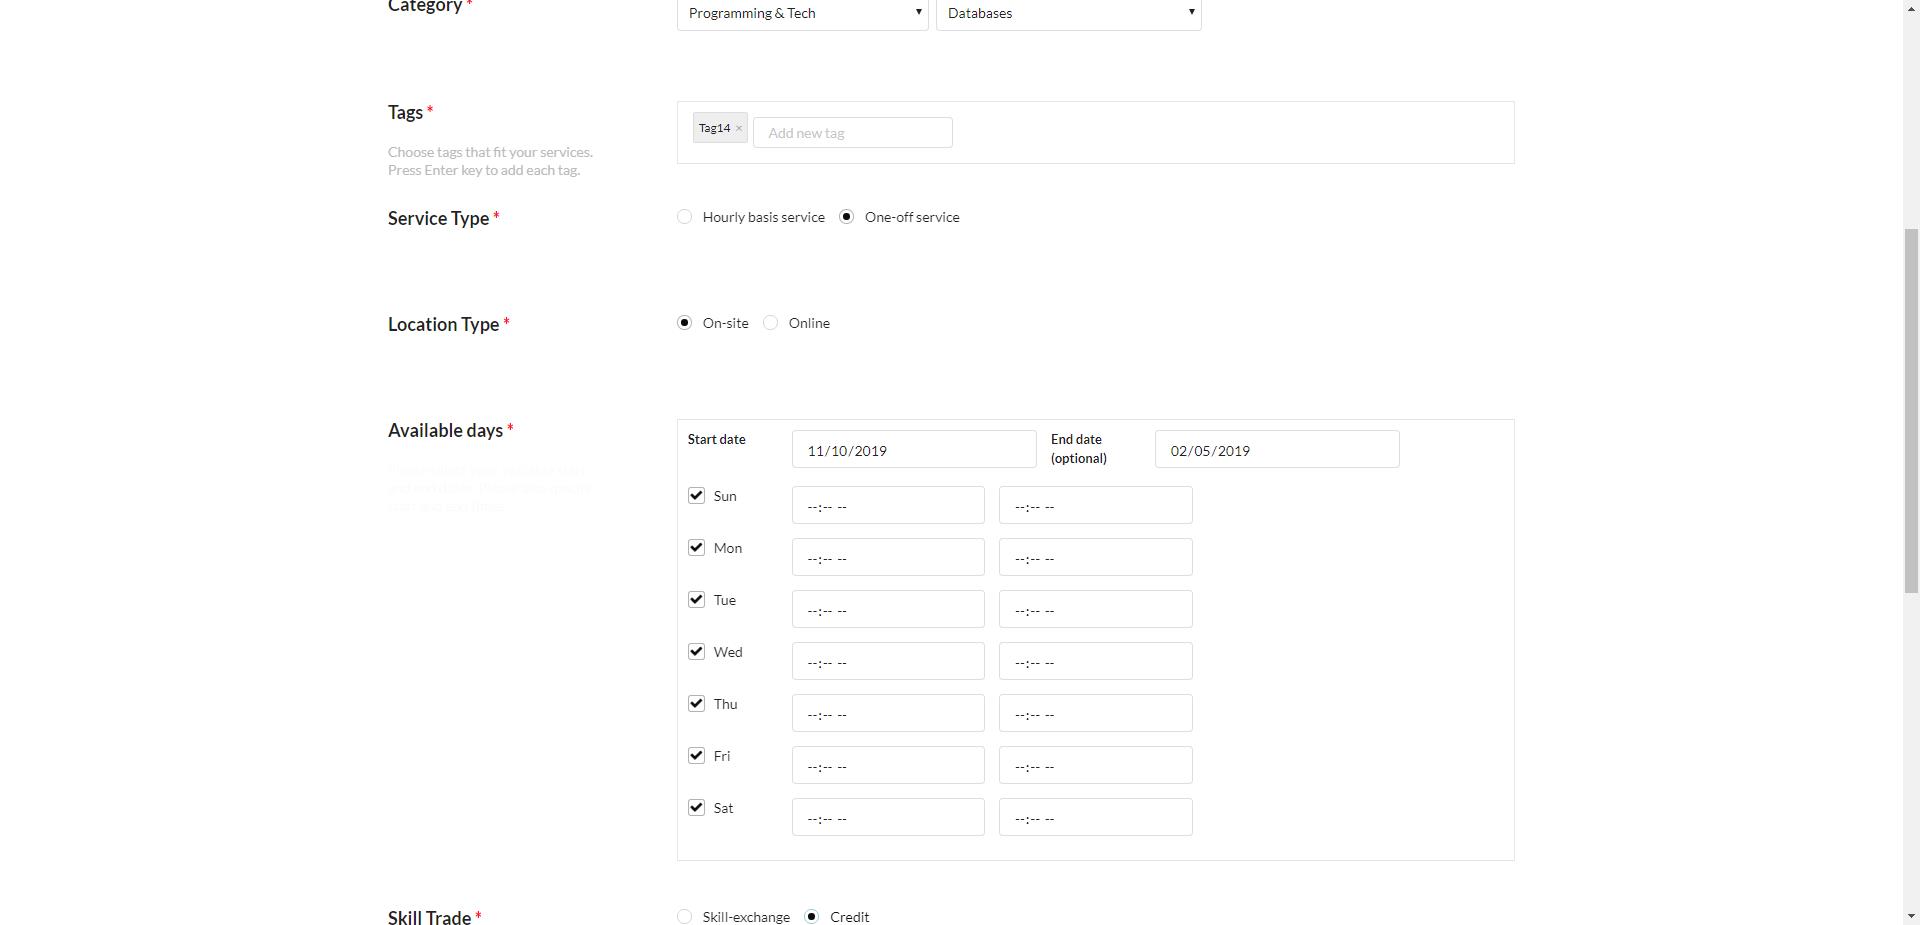 Category *
Programming & Tech
Databases
Tags *
Tag14 ×
Add new tag
Choose tags that fit your services.
Press Enter key to add each tag.
Service Type *
Hourly basis service
One-off service
Location Type *
On-site
Online
Available days *
Start date
11/10/2019
End date
(optional)
02/05/2019
Sun
--:-- --
--:-- --
Mon
--:-- --
--:-- --
Tue
--:-- --
--:-- --
Wed
--:-- --
--:-- --
Thu
--:-- --
--:-- --
Fri
--:-- --
--:-- --
Sat
--:-- --
--:-- --
Skill Trade *
Skill-exchange
Credit